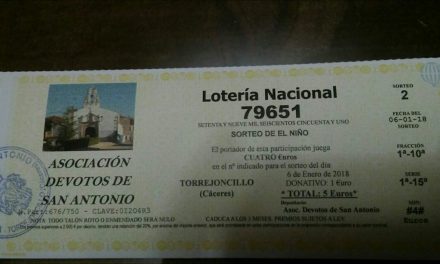 Lotería Nacional
79651
SETENTA Y NUEVE MIL SEISCIENTOS CINCUENTA Y UNO
SORTEO DE EL NIÑO
El portador de esta participación juega
CUATRO €uros
en el nº indicado para el sorteo del día
6 de Enero de 2018
TORREJONCILLO
(Cáceres)
DONATIVO: 1 €uro
* TOTAL: 5 Euros*
Asoc. Devotos de San Antonio
CADUCA A LOS 3 MESES. PREMIOS SUJETOS A LEY.
ASOCIACIÓN
DEVOTOS DE
SAN ANTONIO
NOTA: TODO TALÓN ROTO O ENMENDADO SERÁ NULO
SORTEO
2
FECHA DEL
06-01-18
SORTEO
FRACCIÓN
1ª-10ª
SERIE
1ª-15ª